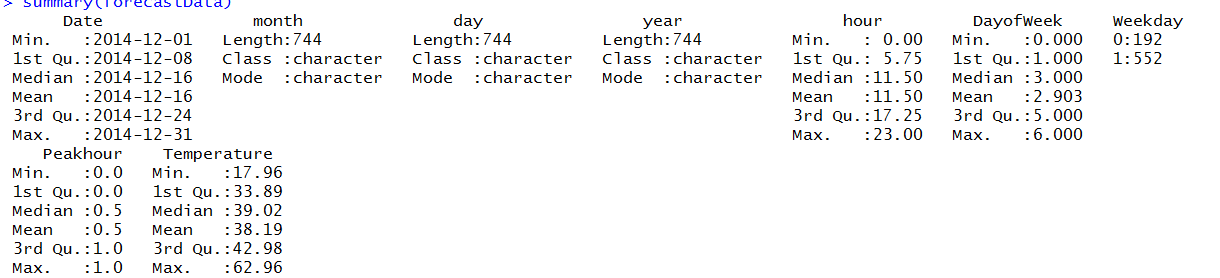 > summary(forecastData)
      Date               month               day                year                hour         DayofWeek     Weekday
 Min.   :2014-12-01   Length:744         Length:744         Length:744         Min.   : 0.00   Min.   :0.000   0:192
 1st Qu.:2014-12-08   Class :character   Class :character   Class :character   1st Qu.: 5.75   1st Qu.:1.000   1:552
 Median :2014-12-16   Mode  :character   Mode  :character   Mode  :character   Median :11.50   Median :3.000
 Mean   :2014-12-16                                                            Mean   :11.50   Mean   :2.903
 3rd Qu.:2014-12-24                                                            3rd Qu.:17.25   3rd Qu.:5.000
 Max.   :2014-12-31                                                            Max.   :23.00   Max.   :6.000
    Peakhour    Temperature
 Min.   :0.0   Min.   :17.96
 1st Qu.:0.0   1st Qu.:33.89
 Median :0.5   Median :39.02
 Mean   :0.5   Mean   :38.19
 3rd Qu.:1.0   3rd Qu.:42.98
 Max.   :1.0   Max.   :62.96